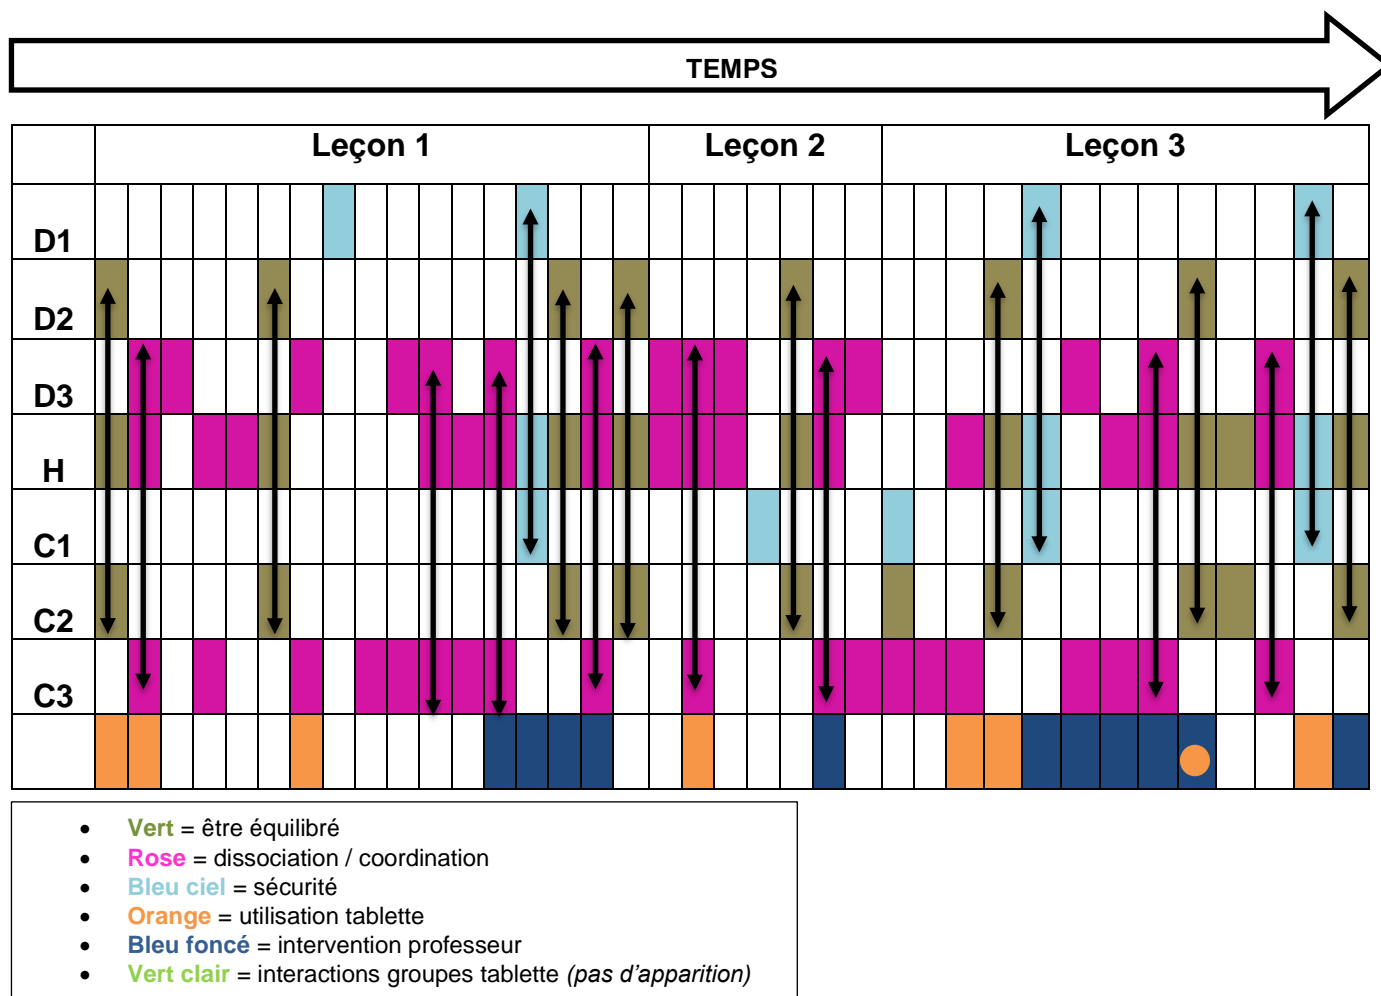 TEMPS
Leçon 1 Leçon 2 Leçon 3
D1
D2
D3
H
C1
C2
C3
• Vert = être équilibré
• Rose = dissociation / coordination
• Bleu ciel = sécurité
• Orange = utilisation tablette
• Bleu foncé = intervention professeur
• Vert clair = interactions groupes tablette (pas d'apparition)